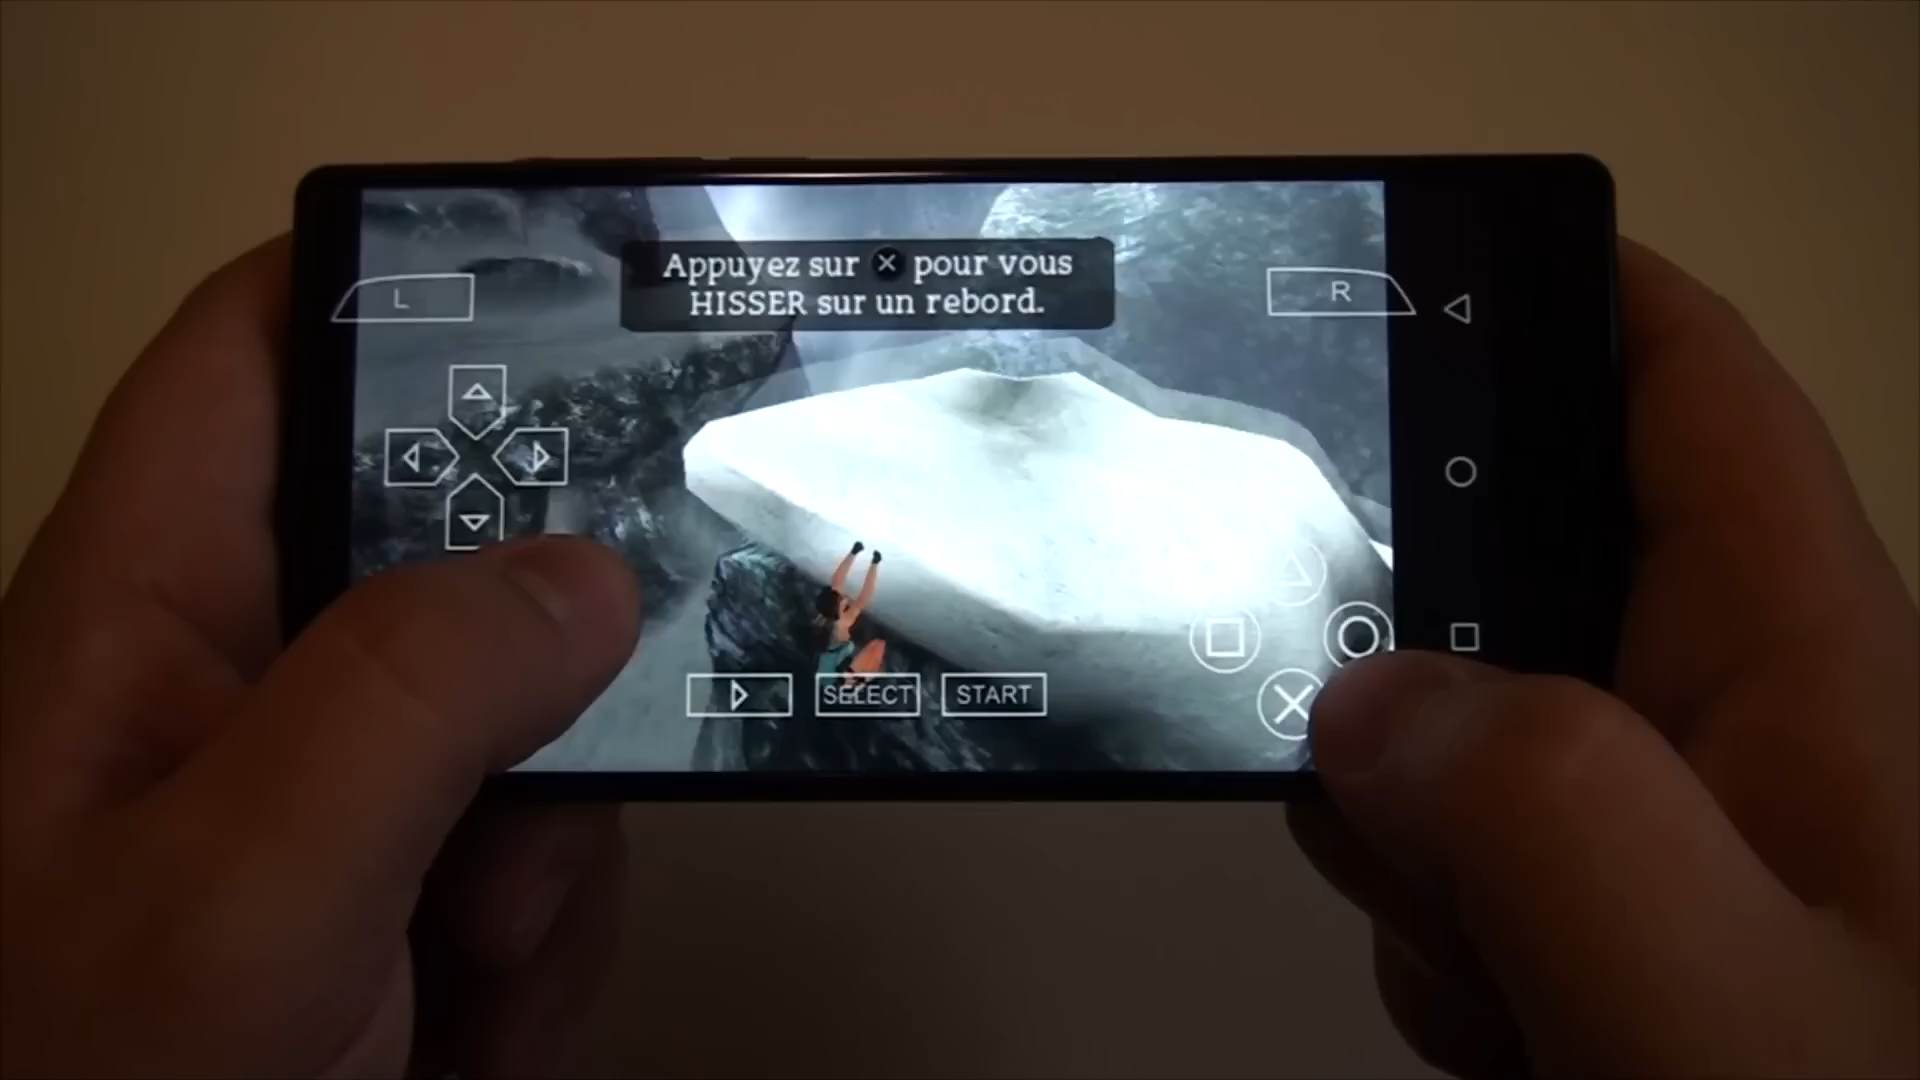 Appuyez sur ⓧ pour vous
HISSER sur un rebord.
L
R
SELECT
START